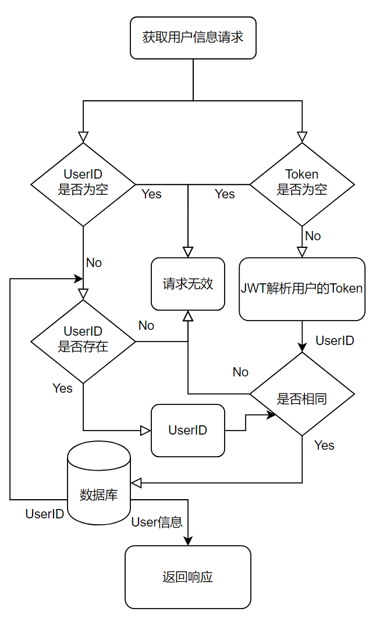 获取用户信息请求
UserID
是否为空
Token
是否为空
Yes
Yes
No
No
请求无效
JWT解析用户的Token
UserID
是否存在
No
UserID
No
是否相同
Yes
UserID
Yes
数据库
UserID
User信息
返回响应